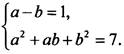 a − b = 1,
a² + ab + b² = 7.